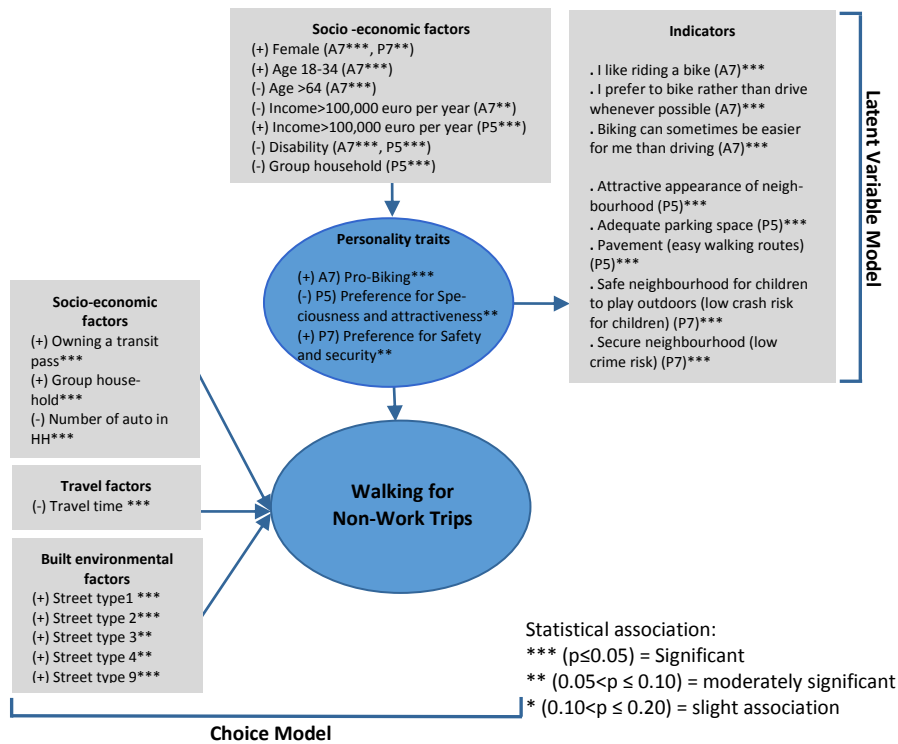 Socio -economic factors
(+) Female (A7***, P7**)
(+) Age 18-34 (A7***)
(-) Age >64 (A7***)
(-) Income>100,000 euro per year (A7**)
(+) Income>100,000 euro per year (P5***)
(-) Disability (A7***, P5***)
(-) Group household (P5***)
Indicators
. I like riding a bike (A7)***
. I prefer to bike rather than drive
whenever possible (A7)***
. Biking can sometimes be easier
for me than driving (A7)***
. Attractive appearance of neigh-
bourhood (P5)***
. Adequate parking space (P5)***
. Pavement (easy walking routes)
(P5)***
. Safe neighbourhood for children
to play outdoors (low crash risk
for children) (P7)***
. Secure neighbourhood (low
crime risk) (P7)***
Latent Variable Model
Personality traits
(+) A7) Pro-Biking***
(-) P5) Preference for Spe-
ciousness and attractiveness**
(+) P7) Preference for Safety
and security**
Socio-economic
factors
(+) Owning a transit
pass***
(+) Group house-
hold***
(-) Number of auto in
HH***
Travel factors
(-) Travel time ***
Built environmental
factors
(+) Street type1 ***
(+) Street type 2***
(+) Street type 3**
(+) Street type 4**
(+) Street type 9***
Walking for
Non-Work Trips
Statistical association:
*** (p≤0.05) = Significant
** (0.05<p ≤ 0.10) = moderately significant
* (0.10<p ≤ 0.20) = slight association
Choice Model